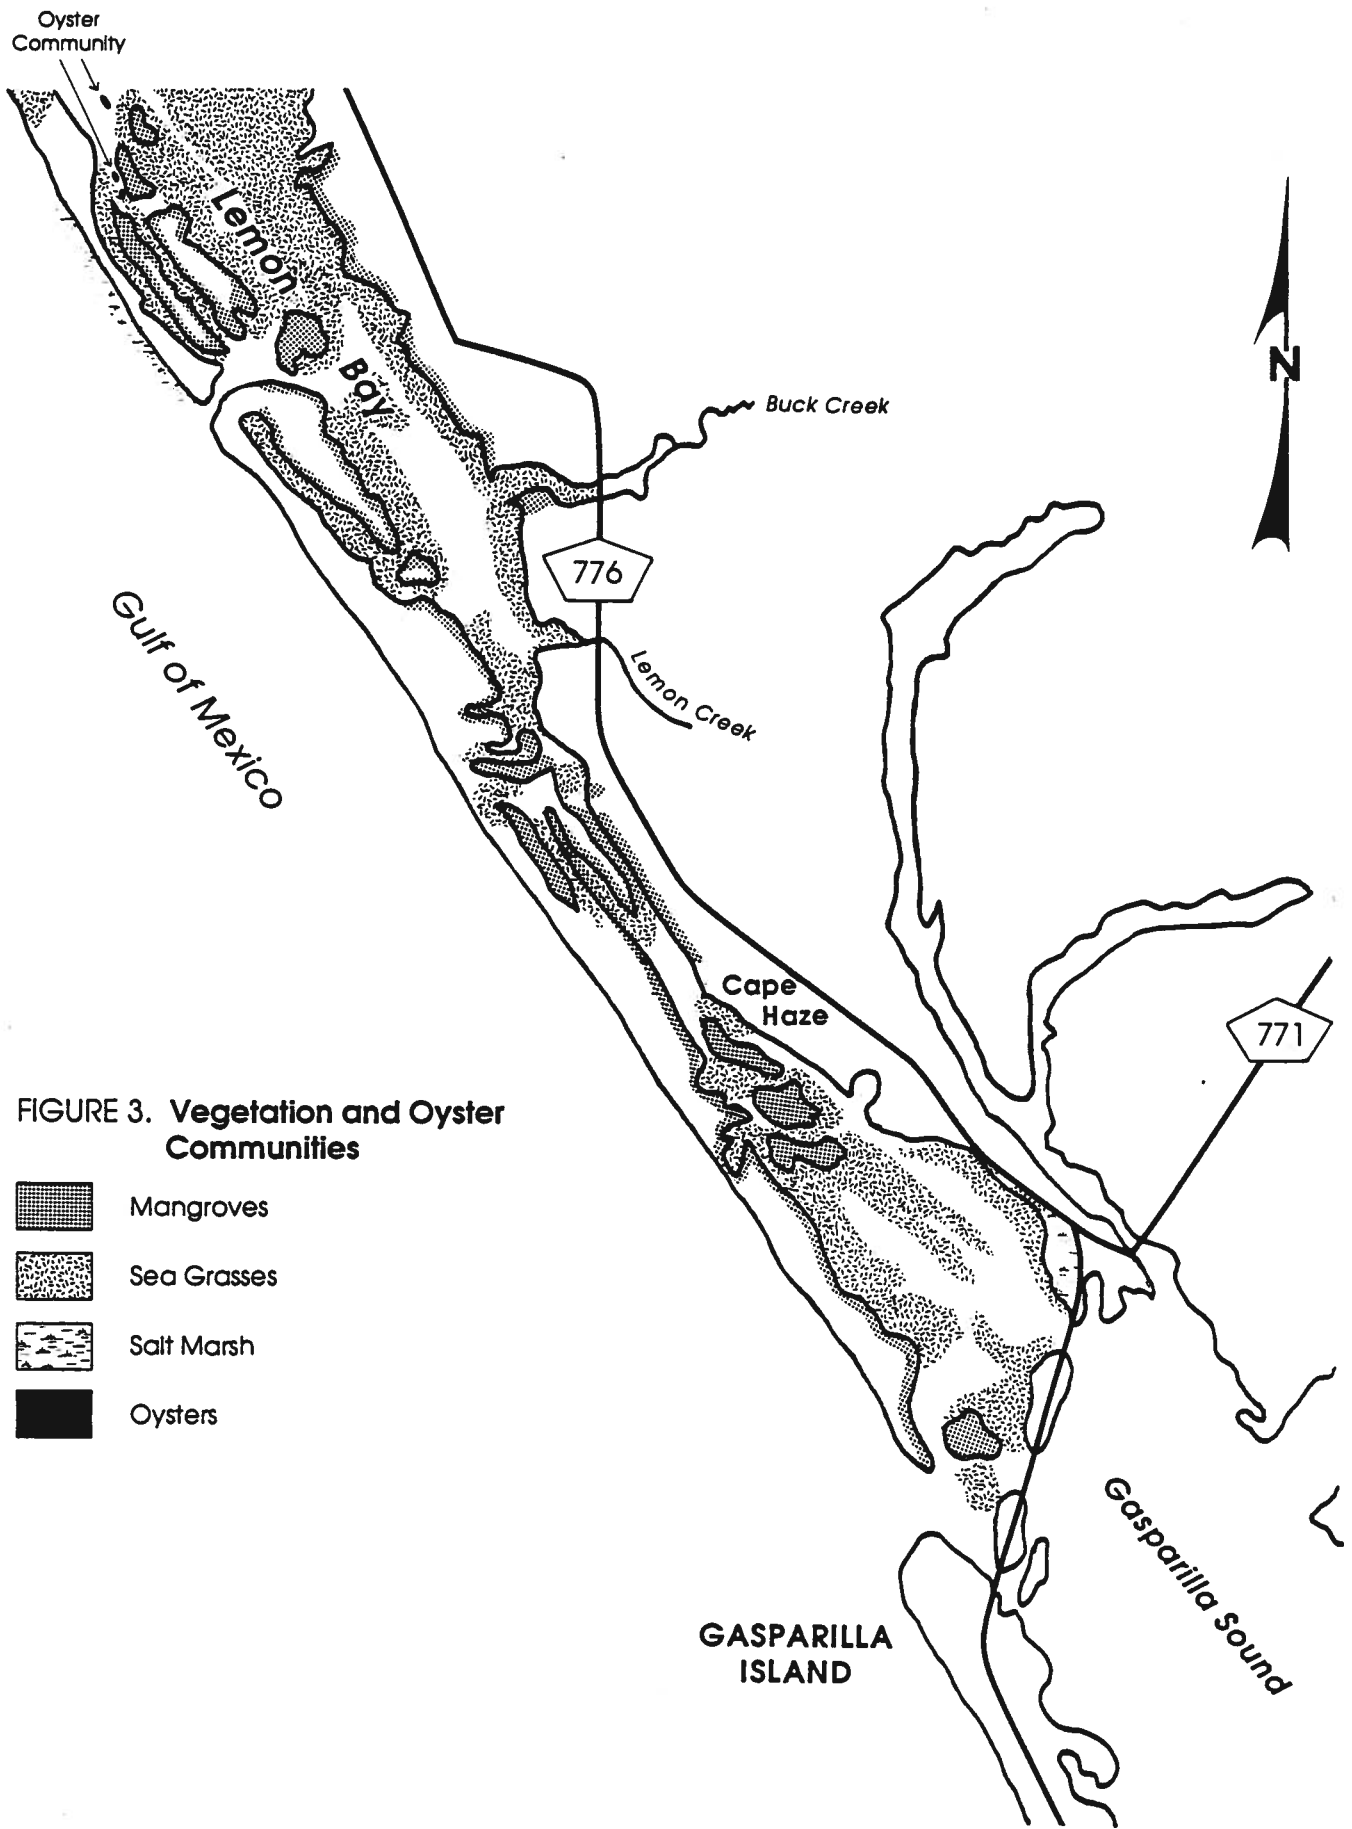 Oyster
Community
Lemon
Bay
N
Buck Creek
776
Gulf of Mexico
Lemon Creek
Cape
Haze
771
FIGURE 3. Vegetation and Oyster
Communities
Mangroves
Sea Grasses
Salt Marsh
Oysters
Gasparilla Sound
GASPARILLA
ISLAND